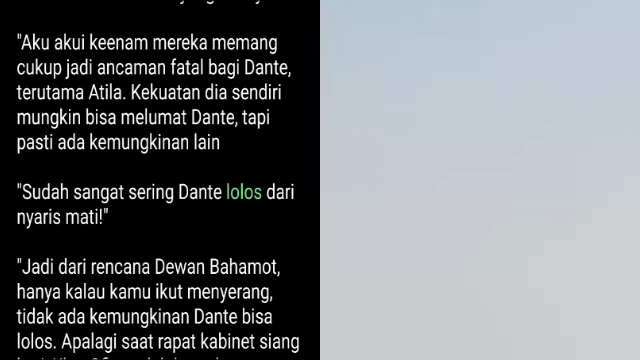 "Aku akui keenam mereka memang
cukup jadi ancaman fatal bagi Dante,
terutama Atila. Kekuatan dia sendiri
mungkin bisa melumat Dante, tapi
pasti ada kemungkinan lain
"Sudah sangat sering Dante lolos dari
nyaris mati!"
"Jadi dari rencana Dewan Bahamot,
hanya kalau kamu ikut menyerang,
tidak ada kemungkinan Dante bisa
lolos. Apalagi saat rapat kabinet siang